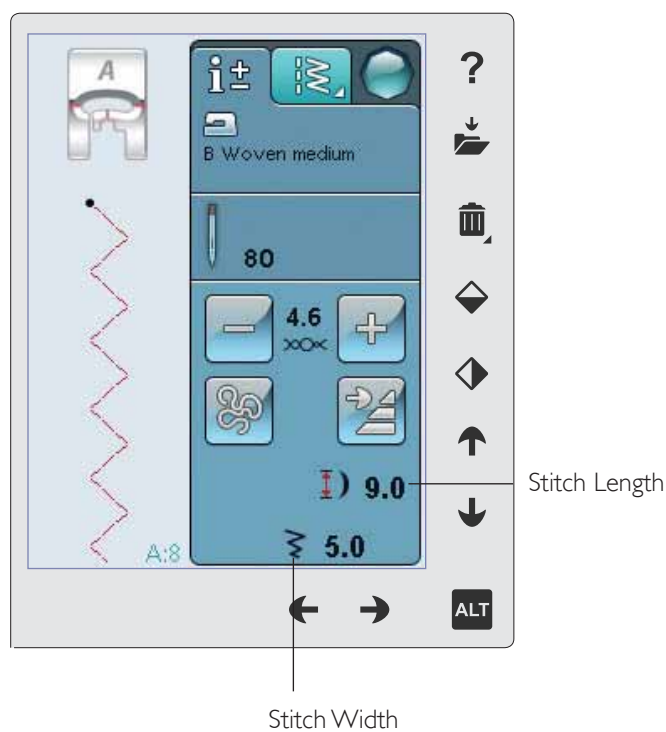 A
?
B Woven medium
80
4.6
9.0
Stitch Length
A:8
5.0
ALT
Stitch Width